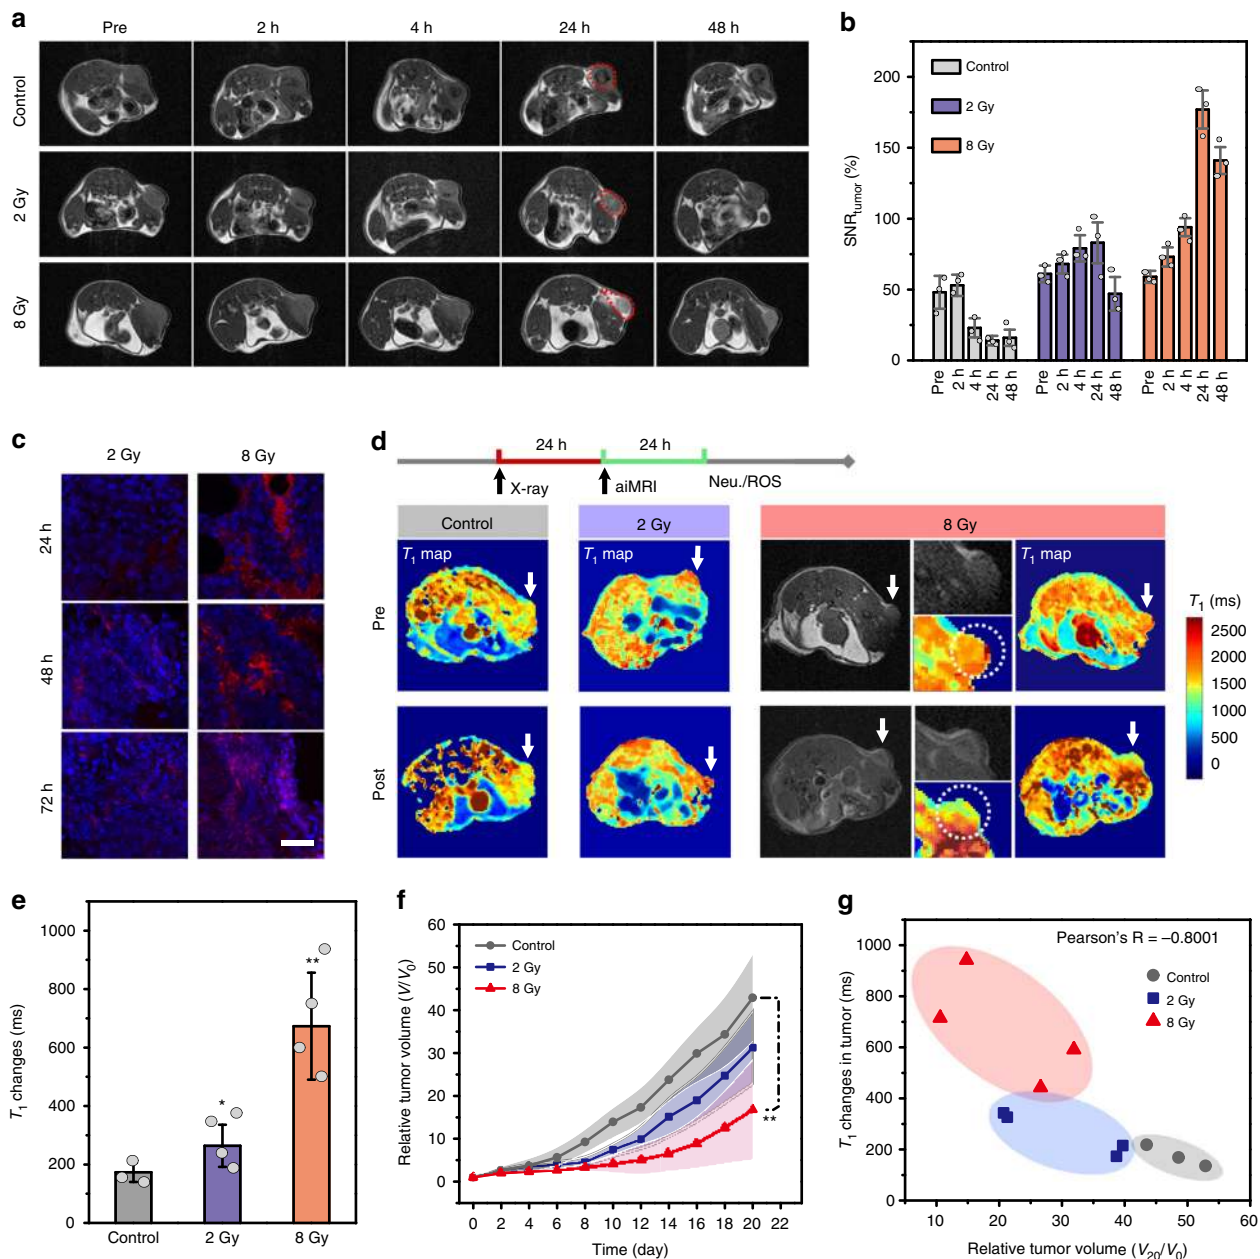 a
Pre 2 h 4 h 24 h 48 h
Control
2 Gy
8 Gy
b
SNRtumor (%)
200
150
100
50
0
Control
2 Gy
8 Gy
Pre 2 h 4 h 24 h 48 h Pre 2 h 4 h 24 h 48 h Pre 2 h 4 h 24 h 48 h
c
2 Gy 8 Gy
24 h
48 h
72 h
d
24 h 24 h
X-ray aiMRI Neu./ROS
Control 2 Gy 8 Gy
T1 map T1 map T1 map
Pre
Post
T1 (ms)
2500
2000
1500
1000
500
0
e
T1 changes (ms)
1000
800
600
400
200
0
* **
Control 2 Gy 8 Gy
f
Relative tumor volume (V/V0)
60
50
40
30
20
10
0
Control
2 Gy
8 Gy
**
0 2 4 6 8 10 12 14 16 18 20 22
Time (day)
g
T1 changes in tumor (ms)
1000
800
600
400
200
0
Pearson's R = –0.8001
Control
2 Gy
8 Gy
10 20 30 40 50 60
Relative tumor volume (V20/V0)